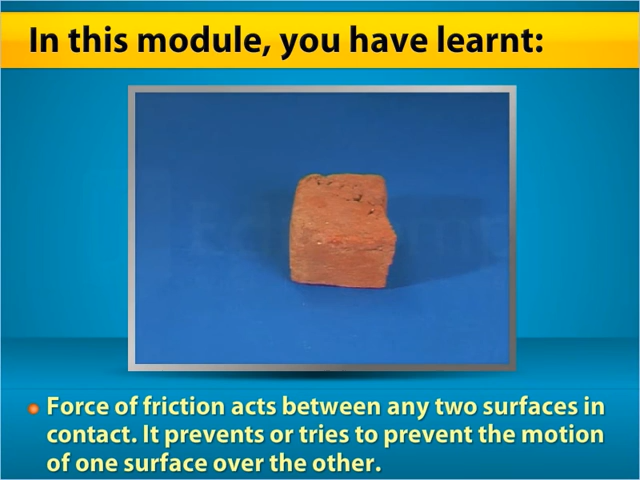 In this module, you have learnt:
Force of friction acts between any two surfaces in
contact. It prevents or tries to prevent the motion
of one surface over the other.